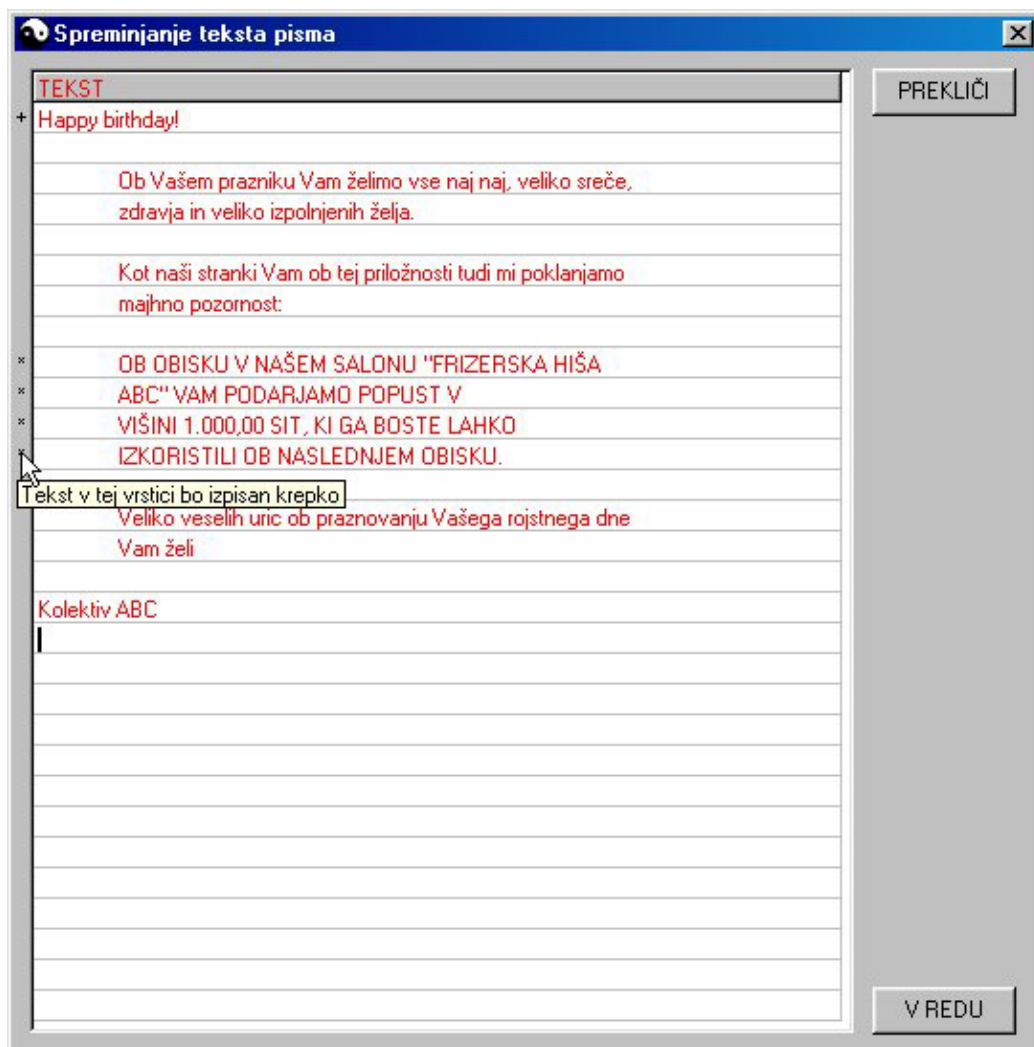 Spreminjanje teksta pisma
TEKST
PREKLIČI
+ Happy birthday!
Ob Vašem prazniku Vam želimo vse naj naj, veliko sreče,
zdravja in veliko izpolnjenih želja.
Kot naši stranki Vam ob tej priložnosti tudi mi poklanjamo
majhno pozornost:
× OB OBISKU V NAŠEM SALONU "FRIZERSKA HIŠA
× ABC" VAM PODARJAMO POPUST V
× VIŠINI 1.000,00 SIT, KI GA BOSTE LAHKO
× IZKORISTILI OB NASLEDNJEM OBISKU.
Tekst v tej vrstici bo izpisan krepko
Veliko veselih uric ob praznovanju Vašega rojstnega dne
Vam želi
Kolektiv ABC
V REDU